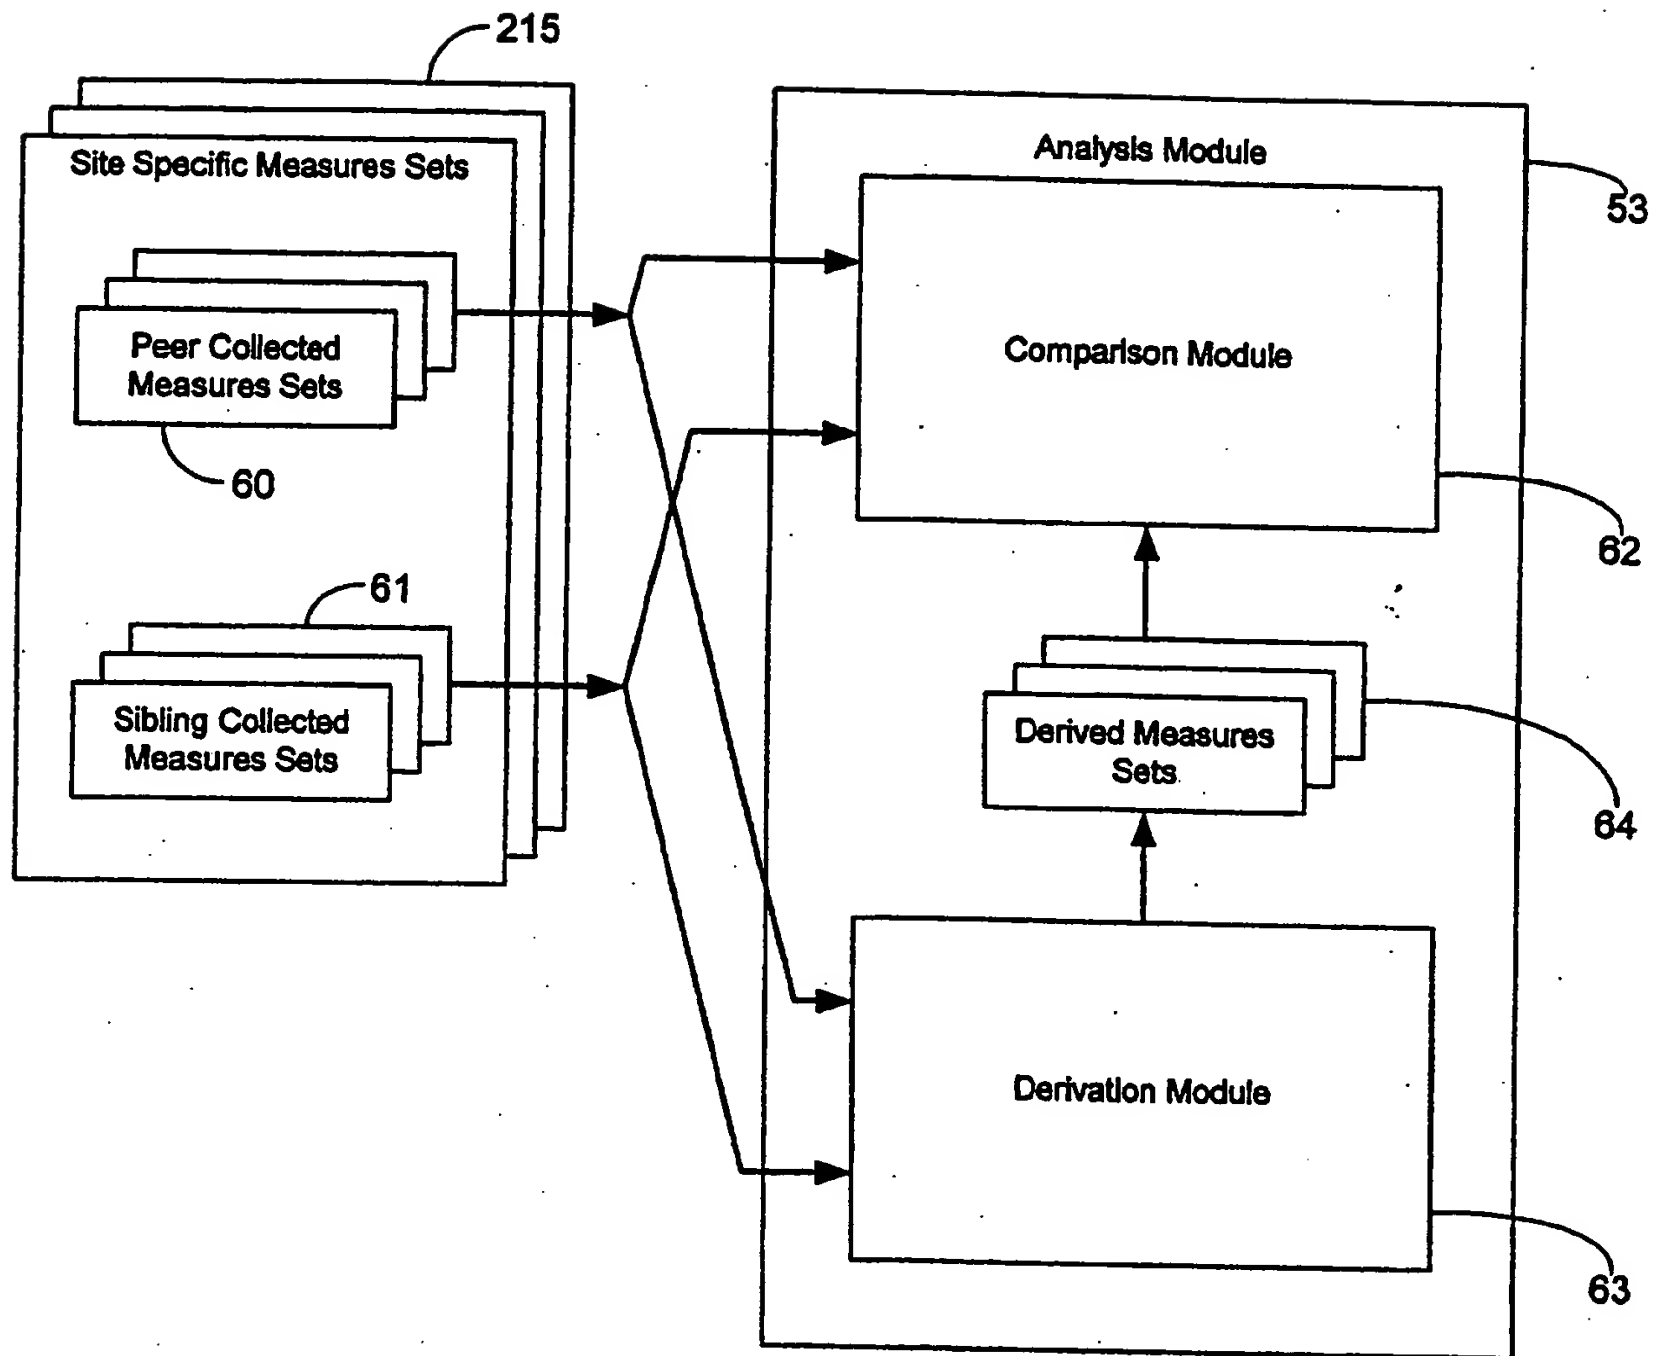 215
Site Specific Measures Sets
Analysis Module
53
Peer Collected
Measures Sets
Comparison Module
60
62
61
Sibling Collected
Measures Sets
Derived Measures
Sets
64
Derivation Module
63